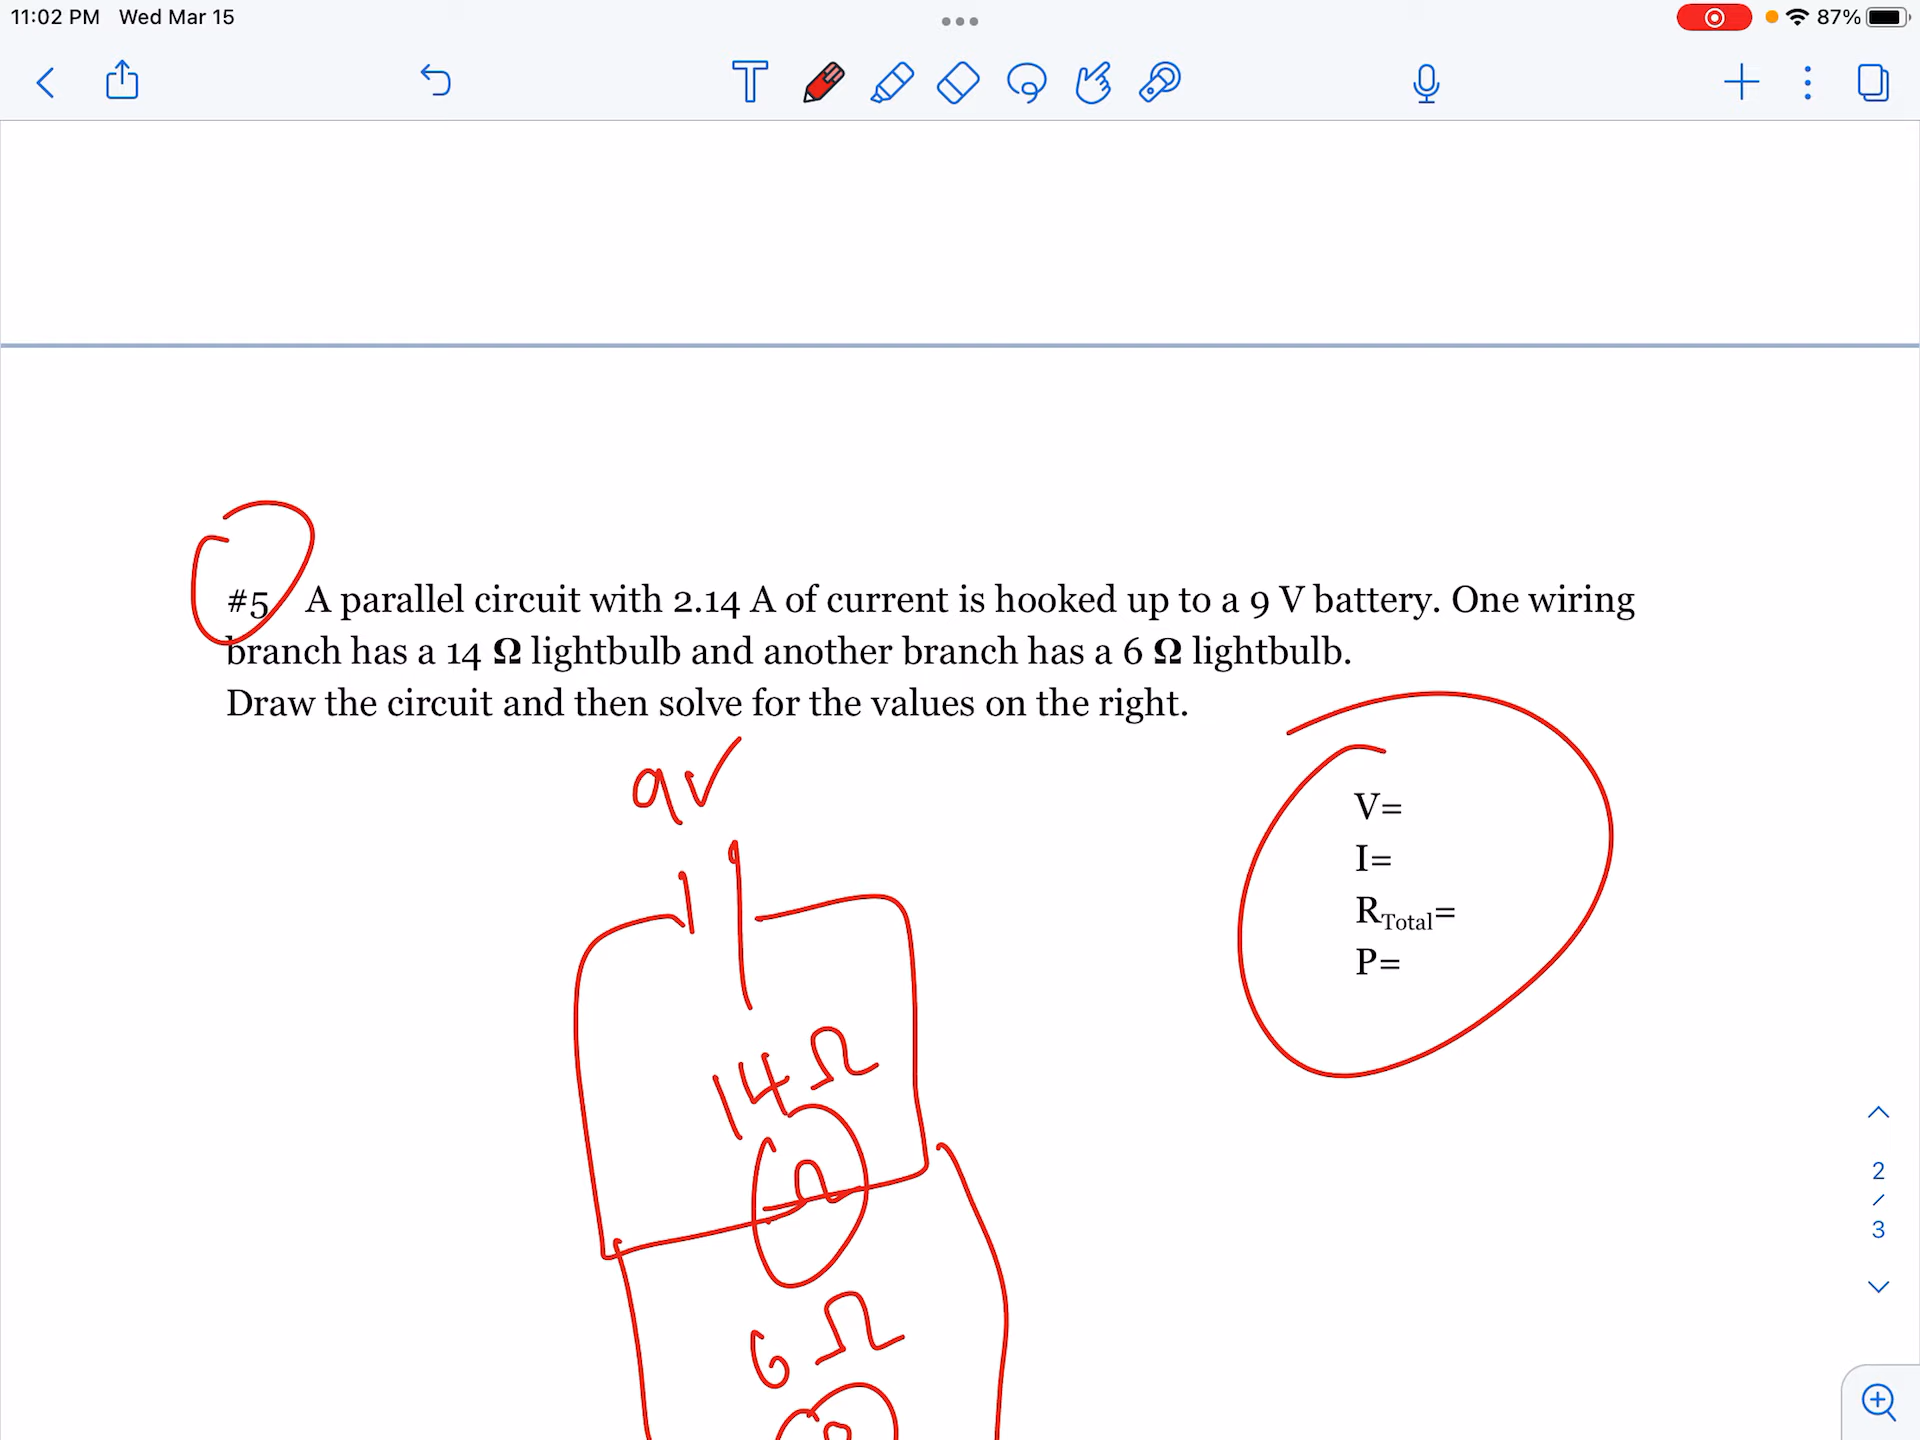 11:02 PM Wed Mar 15
87%
T
#5 A parallel circuit with 2.14 A of current is hooked up to a 9 V battery. One wiring
branch has a 14 Ω lightbulb and another branch has a 6 Ω lightbulb.
Draw the circuit and then solve for the values on the right.
9V
V=
I=
RTotal=
P=
14Ω
6Ω
2
/
3